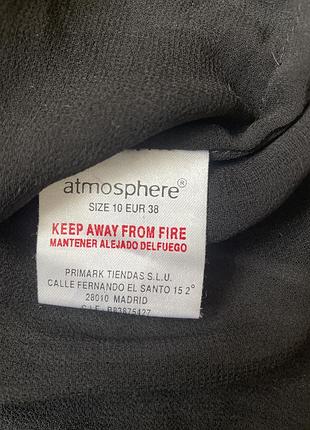 atmosphere®
SIZE 10 EUR 38
KEEP AWAY FROM FIRE
MANTENER ALEJADO DELFUEGO
PRIMARK TIENDAS S.L.U.
CALLE FERNANDO EL SANTO 15 2°
28010 MADRID
C.I.F. B83875427